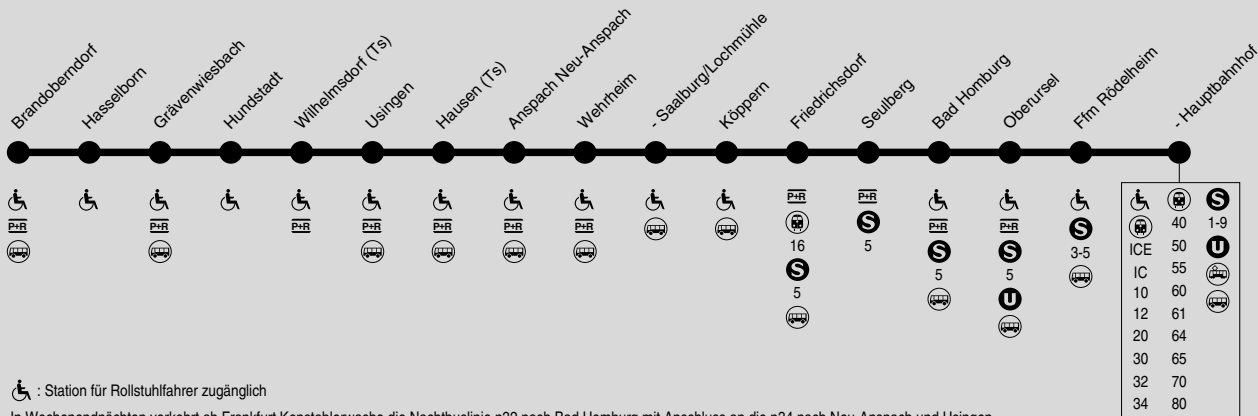 Brandoberndorf
Hasselborn
Grävenwiesbach
Hundstadt
Wilhelmsdorf (Ts)
Usingen
Hausen (Ts)
Anspach Neu-Anspach
Wehrheim
- Saalburg/Lochmühle
Köppern
Friedrichsdorf
Seulberg
Bad Homburg
Oberursel
Ffm Rödelheim
- Hauptbahnhof
P+R
P+R
P+R
P+R
P+R
P+R
P+R
P+R
16
S
5
P+R
S
5
P+R
S
5
P+R
S
5
U
S
3-5
ICE
IC
10
12
20
30
32
34
40
50
55
60
61
64
65
70
80
S
1-9
U
: Station für Rollstuhlfahrer zugänglich